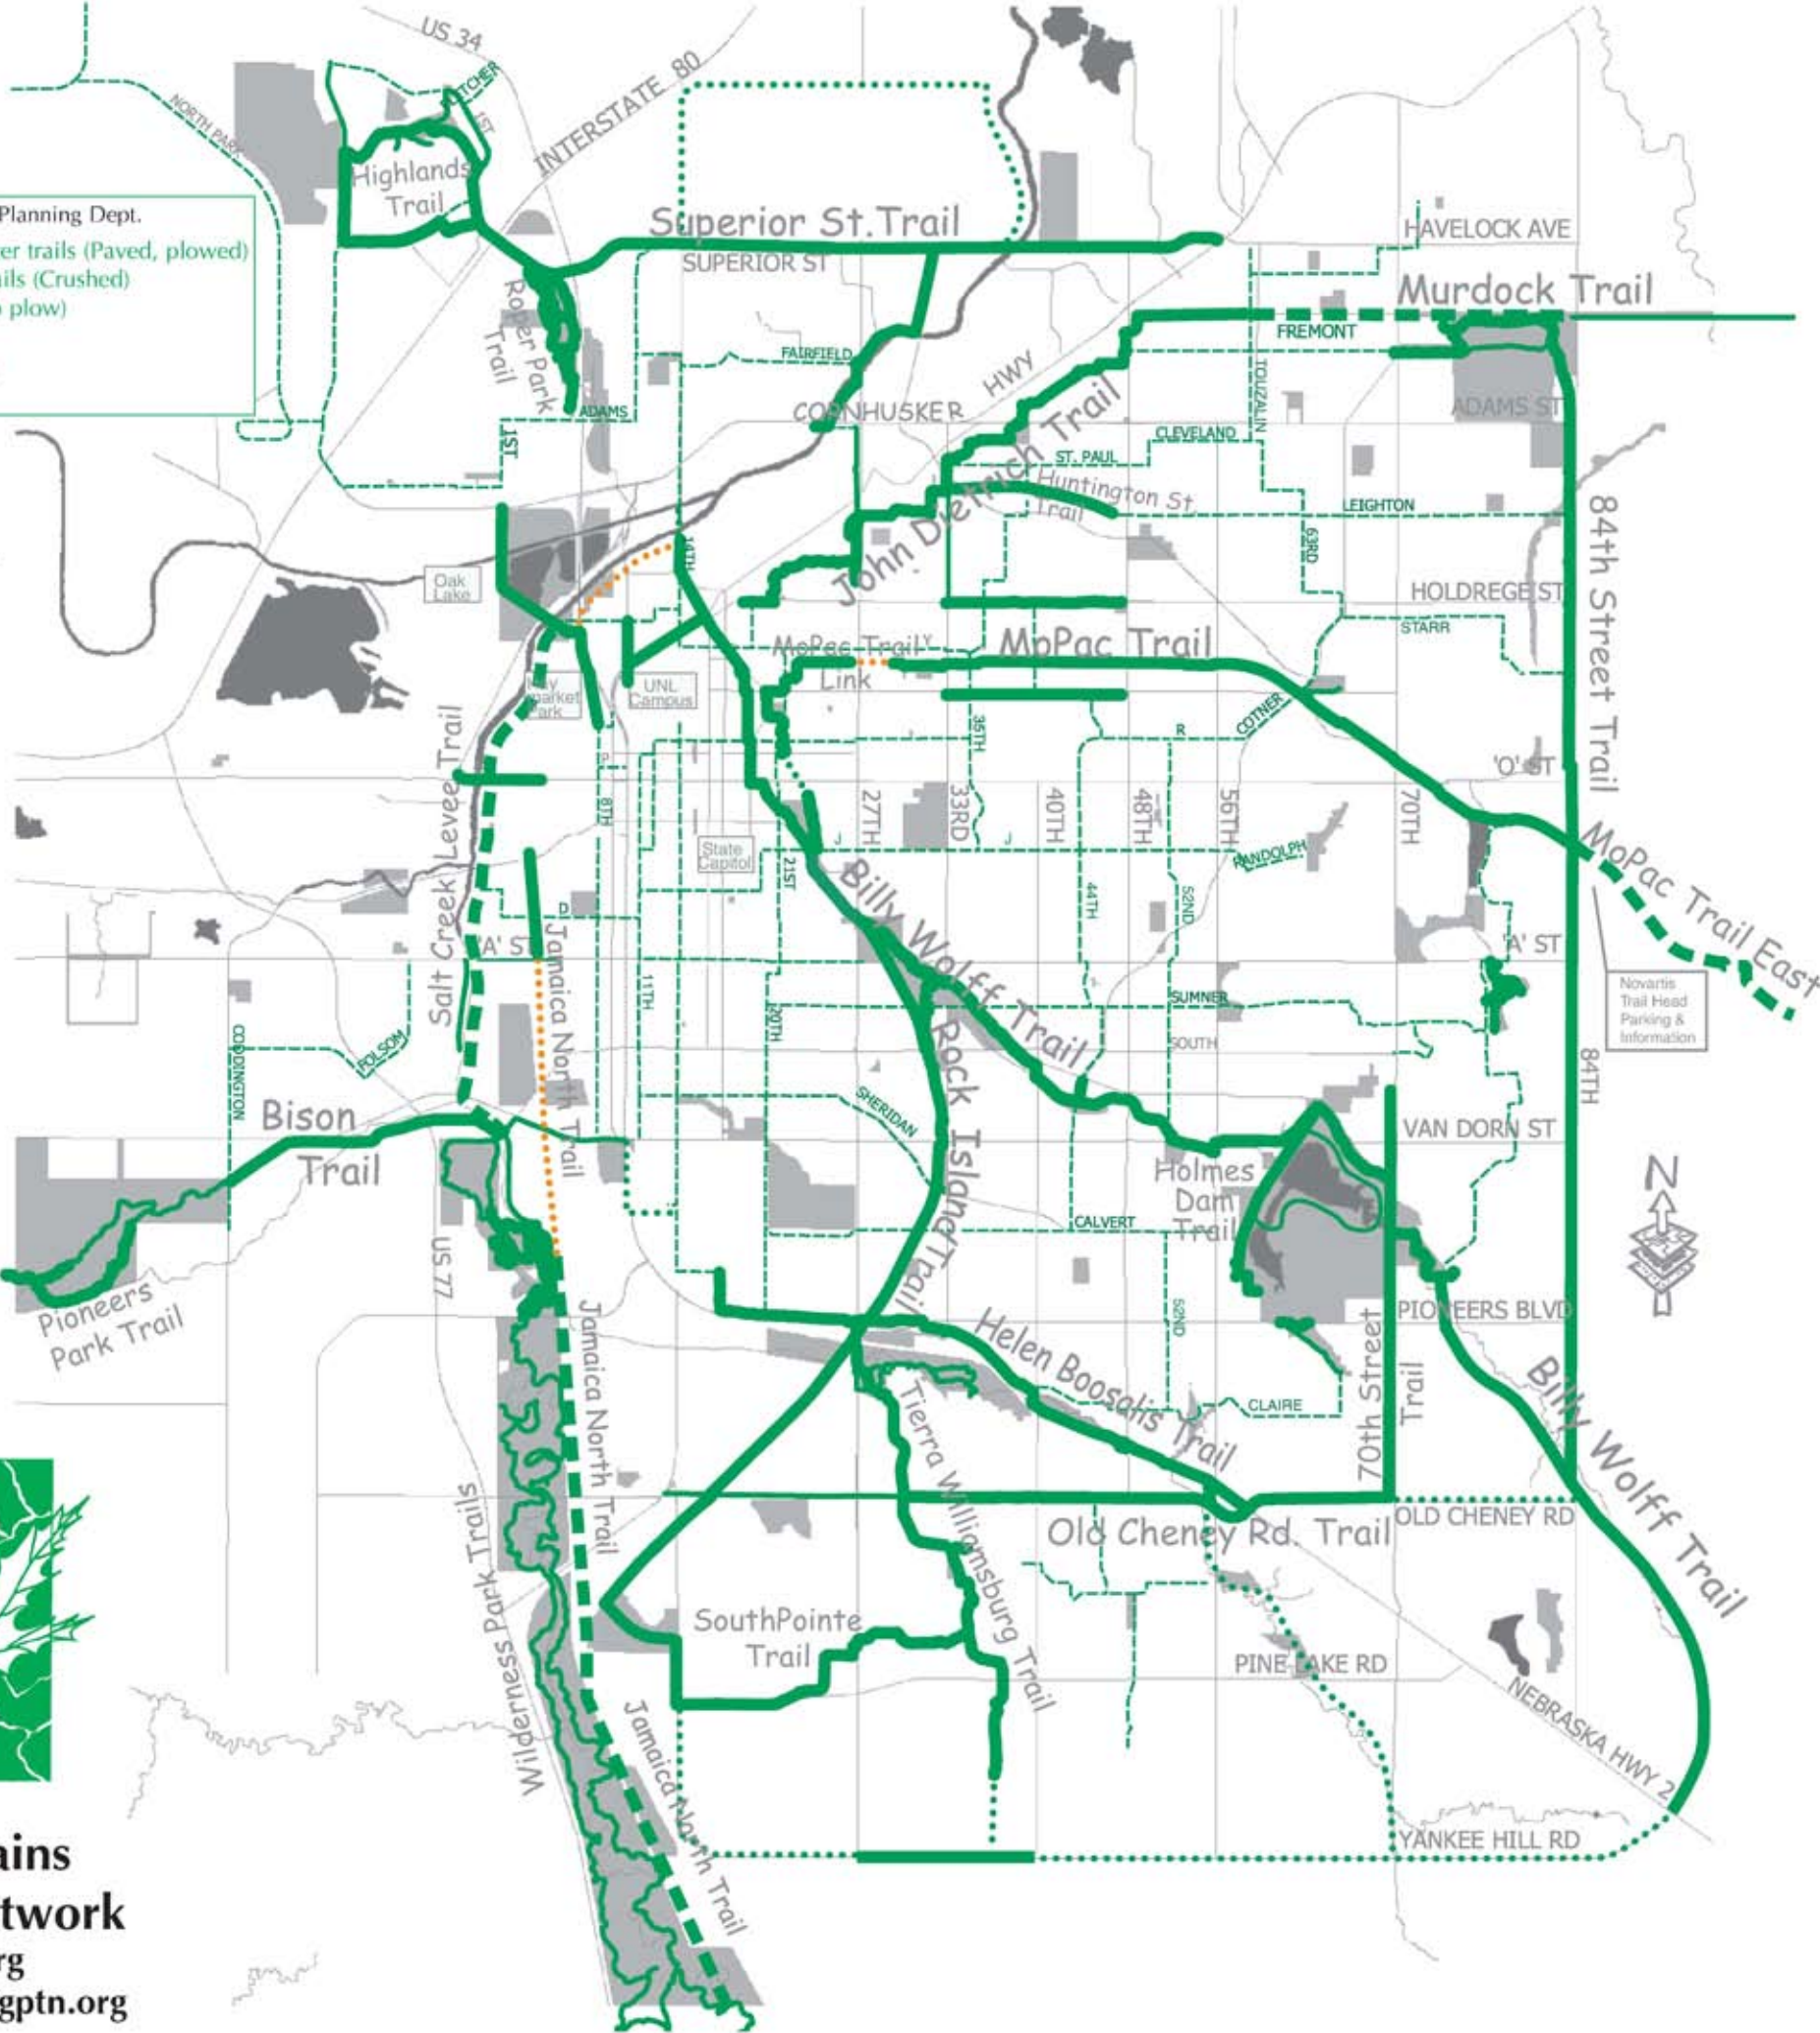 US 34
INTERSTATE 80
NORTH PARK
1ST
Highlands
Trail
Planning Dept.
er trails (Paved, plowed)
ails (Crushed)
plow)
Superior St.Trail
SUPERIOR ST
HAVELOCK AVE
Murdock Trail
FREMONT
Roper Park
Trail
FAIRFIELD
HWY
TOUZALIN
CORNHUSKER
ADAMS
ADAMS ST
1ST
CLEVELAND
ST. PAUL
John Dietrich Trail
Huntington St.
Trail
LEIGHTON
84th Street Trail
14TH
63RD
Oak
Lake
HOLDREGE ST
STARR
MoPac Trail
Link
MoPac Trail
Hay
market
Park
UNL
Campus
COTNER
35TH
R
Salt Creek Levee Trail
P
'O' ST
8TH
27TH
33RD
40TH
48TH
56TH
70TH
State
Capitol
J
J
RANDOLPH
MoPac Trail East
21ST
Billy Wolff Trail
44TH
52ND
D
'A' ST
'A' ST
Jamaica North Trail
11TH
20TH
SUMNER
Novartis
Trail Head
Parking &
Information
CODDINGTON
FOLSOM
SOUTH
84TH
Rock Island Trail
SHERIDAN
Bison
Trail
VAN DORN ST
Holmes
Dam
Trail
N
CALVERT
US 77
Pioneers
Park Trail
52ND
PIONEERS BLVD
Jamaica North Trail
Helen Boosalis Trail
70th Street
Trail
Billy Wolff Trail
CLAIRE
Tierra Williamsburg Trail
Old Cheney Rd. Trail
OLD CHENEY RD
Wilderness Park Trails
SouthPointe
Trail
PINE LAKE RD
NEBRASKA HWY 2
Jamaica North Trail
YANKEE HILL RD
ains
twork
rg
gptn.org